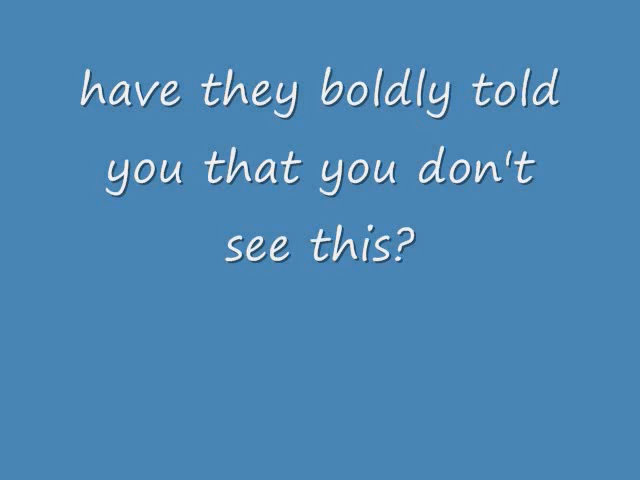 have they boldly told
you that you don't
see this?